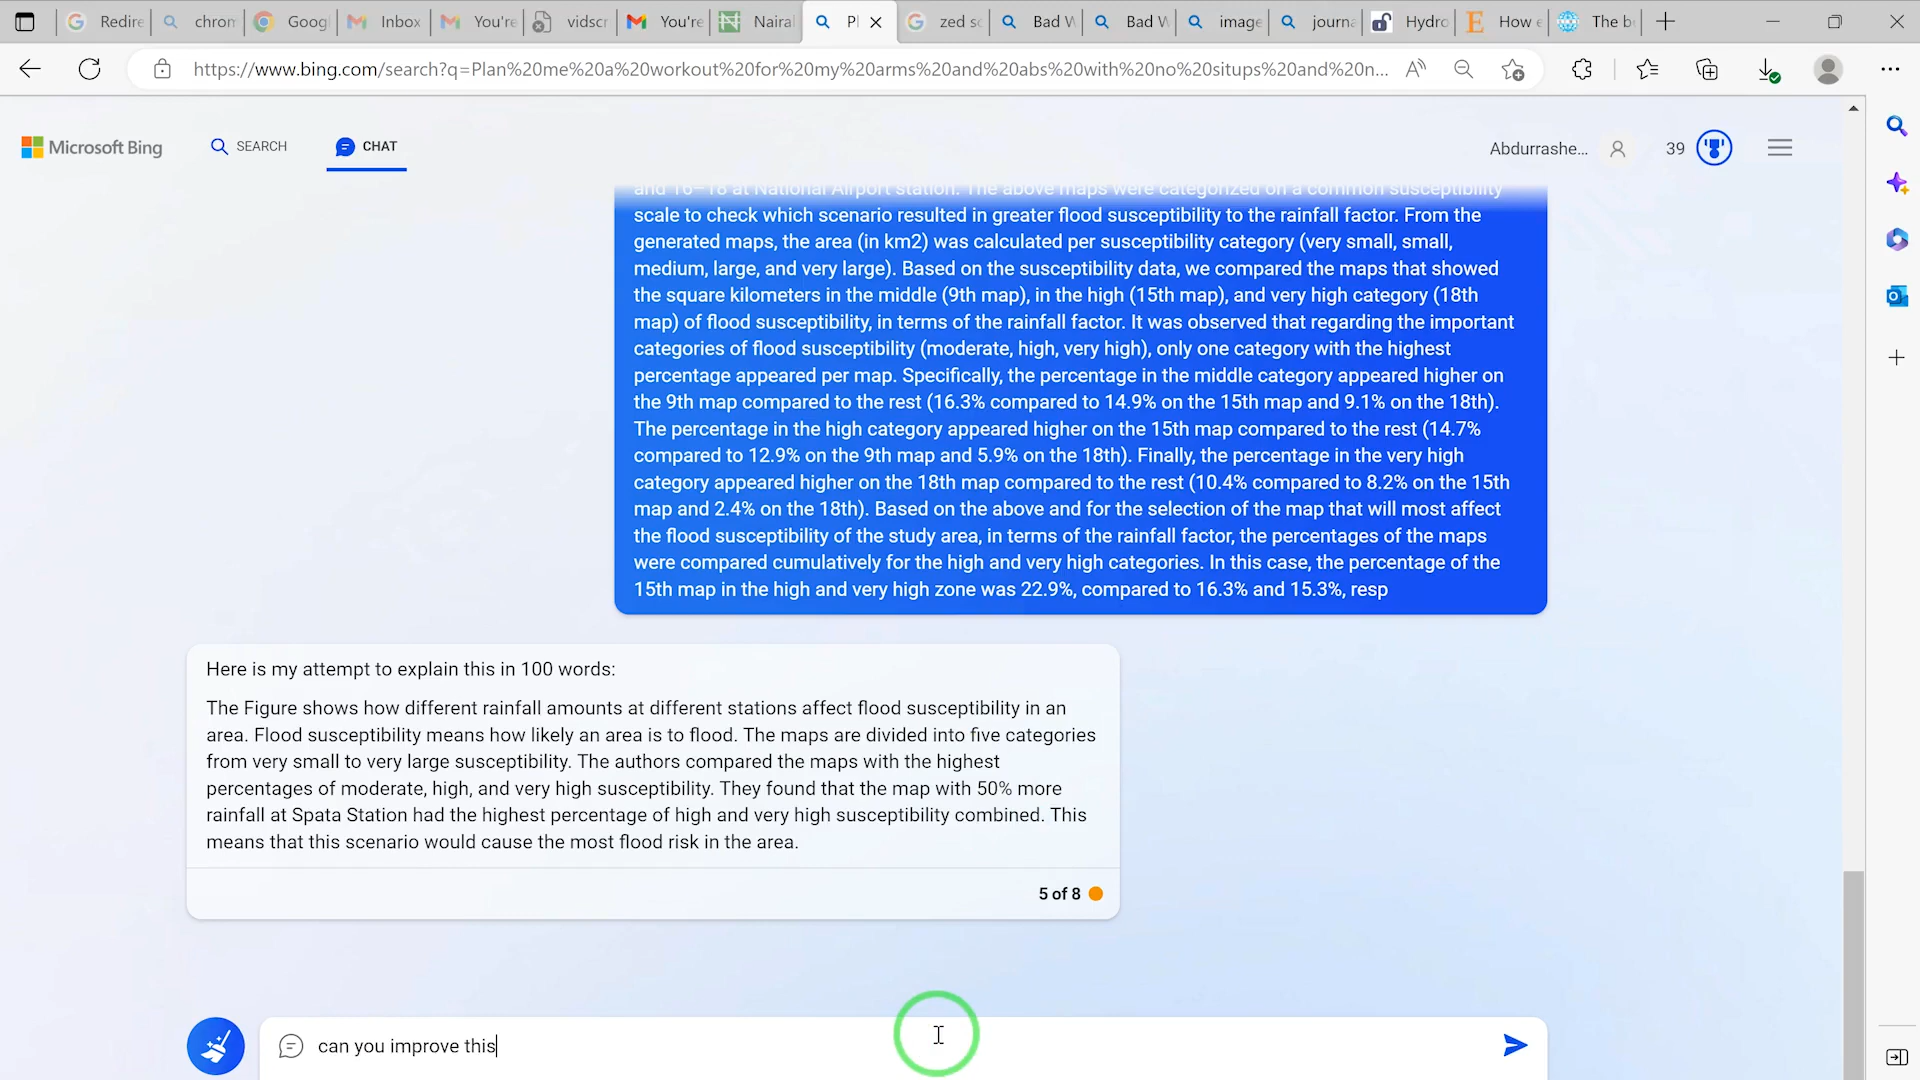 Redire
chrom
Goog
Inbox
You're
vidscr
You're
Nairal
Pl
zed so
Bad W
Bad W
image
journa
Hydro
How e
The b
https://www.bing.com/search?q=Plan%20me%20a%20workout%20for%20my%20arms%20and%20abs%20with%20no%20situps%20and%20n...
Microsoft Bing
SEARCH
CHAT
Abdurrashe...
39
and 16–18 at National Airport station. The above maps were categorized on a common susceptibility
scale to check which scenario resulted in greater flood susceptibility to the rainfall factor. From the
generated maps, the area (in km2) was calculated per susceptibility category (very small, small,
medium, large, and very large). Based on the susceptibility data, we compared the maps that showed
the square kilometers in the middle (9th map), in the high (15th map), and very high category (18th
map) of flood susceptibility, in terms of the rainfall factor. It was observed that regarding the important
categories of flood susceptibility (moderate, high, very high), only one category with the highest
percentage appeared per map. Specifically, the percentage in the middle category appeared higher on
the 9th map compared to the rest (16.3% compared to 14.9% on the 15th map and 9.1% on the 18th).
The percentage in the high category appeared higher on the 15th map compared to the rest (14.7%
compared to 12.9% on the 9th map and 5.9% on the 18th). Finally, the percentage in the very high
category appeared higher on the 18th map compared to the rest (10.4% compared to 8.2% on the 15th
map and 2.4% on the 18th). Based on the above and for the selection of the map that will most affect
the flood susceptibility of the study area, in terms of the rainfall factor, the percentages of the maps
were compared cumulatively for the high and very high categories. In this case, the percentage of the
15th map in the high and very high zone was 22.9%, compared to 16.3% and 15.3%, resp
Here is my attempt to explain this in 100 words:
The Figure shows how different rainfall amounts at different stations affect flood susceptibility in an
area. Flood susceptibility means how likely an area is to flood. The maps are divided into five categories
from very small to very large susceptibility. The authors compared the maps with the highest
percentages of moderate, high, and very high susceptibility. They found that the map with 50% more
rainfall at Spata Station had the highest percentage of high and very high susceptibility combined. This
means that this scenario would cause the most flood risk in the area.
5 of 8
can you improve this